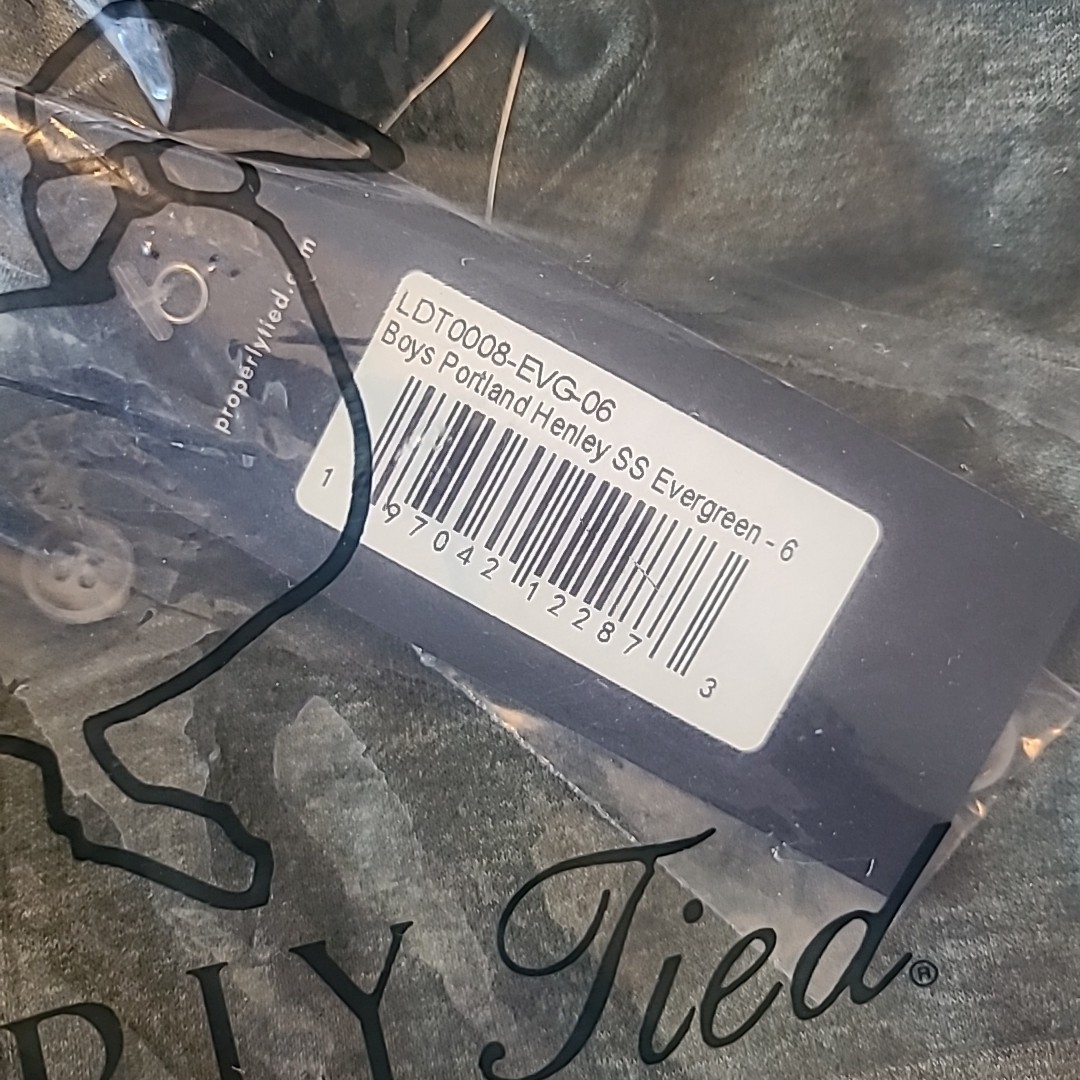 properlytied.com
LDT0008-EVG-06
Boys Portland Henley SS Evergreen - 6
1 97042 12287 3
RLY Tied®